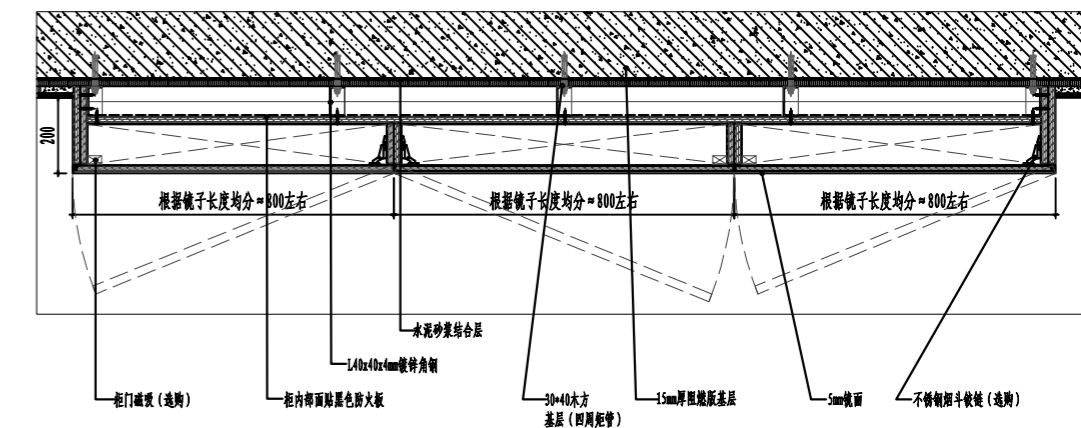 200
根据镜子长度均分≈800左右
根据镜子长度均分≈800左右
根据镜子长度均分≈800左右
水泥砂浆结合层
L40x40x4mm镀锌角钢
柜门磁吸（选购）
柜内部面贴黑色防火板
30*40木方
基层（四周矩管）
15mm厚阻燃版基层
5mm镜面
不锈钢烟斗铰链（选购）